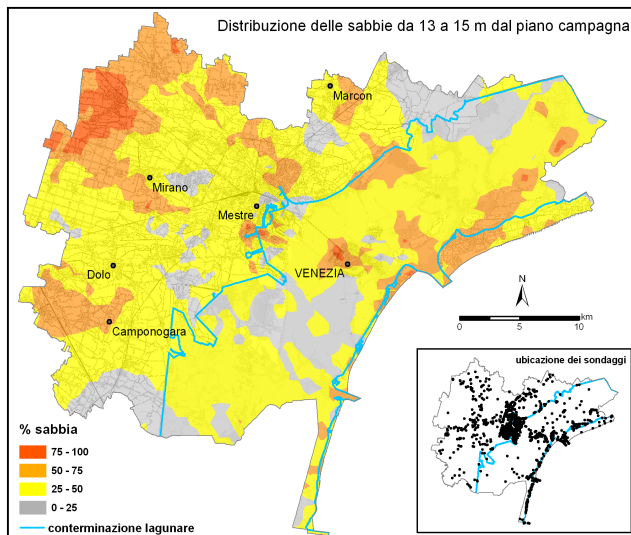 Distribuzione delle sabbie da 13 a 15 m dal piano campagna
Marcon
Mirano
Mestre
Dolo
VENEZIA
Camponogara
N
km
0 5 10
ubicazione dei sondaggi
% sabbia
75 - 100
50 - 75
25 - 50
0 - 25
conterminazione lagunare